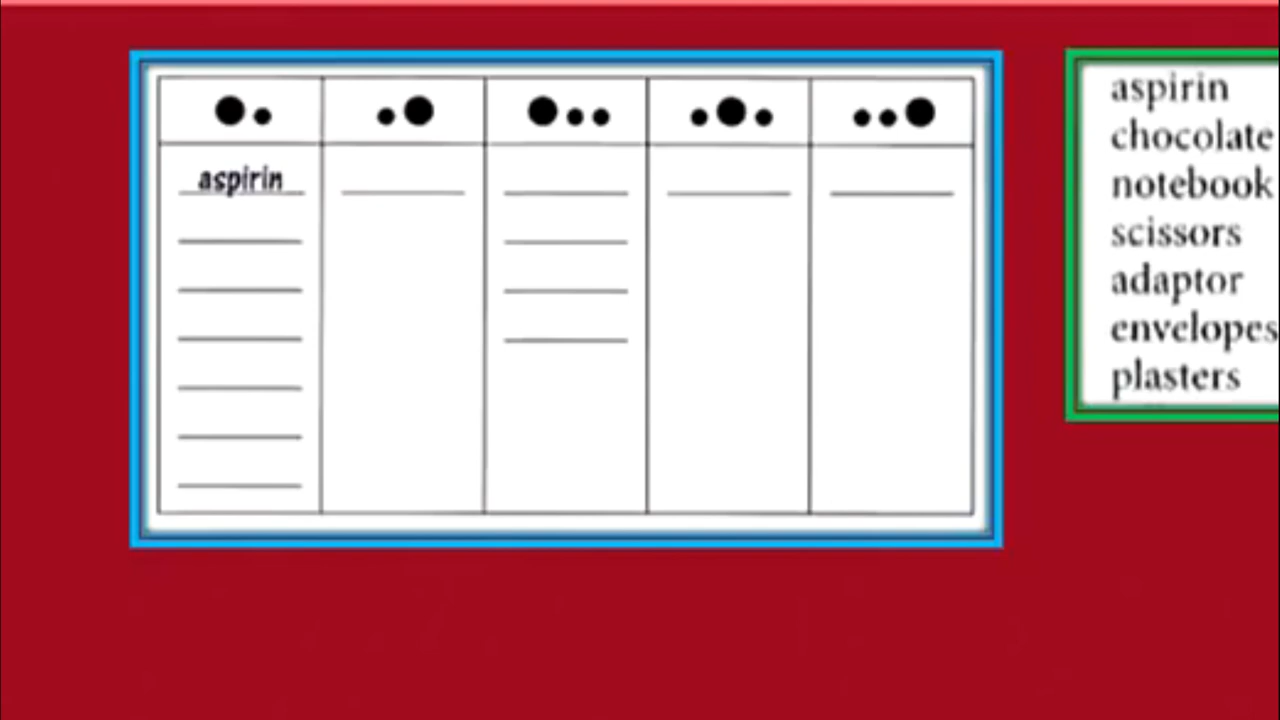 aspirin
aspirin
chocolate
notebook
scissors
adaptor
envelopes
plasters